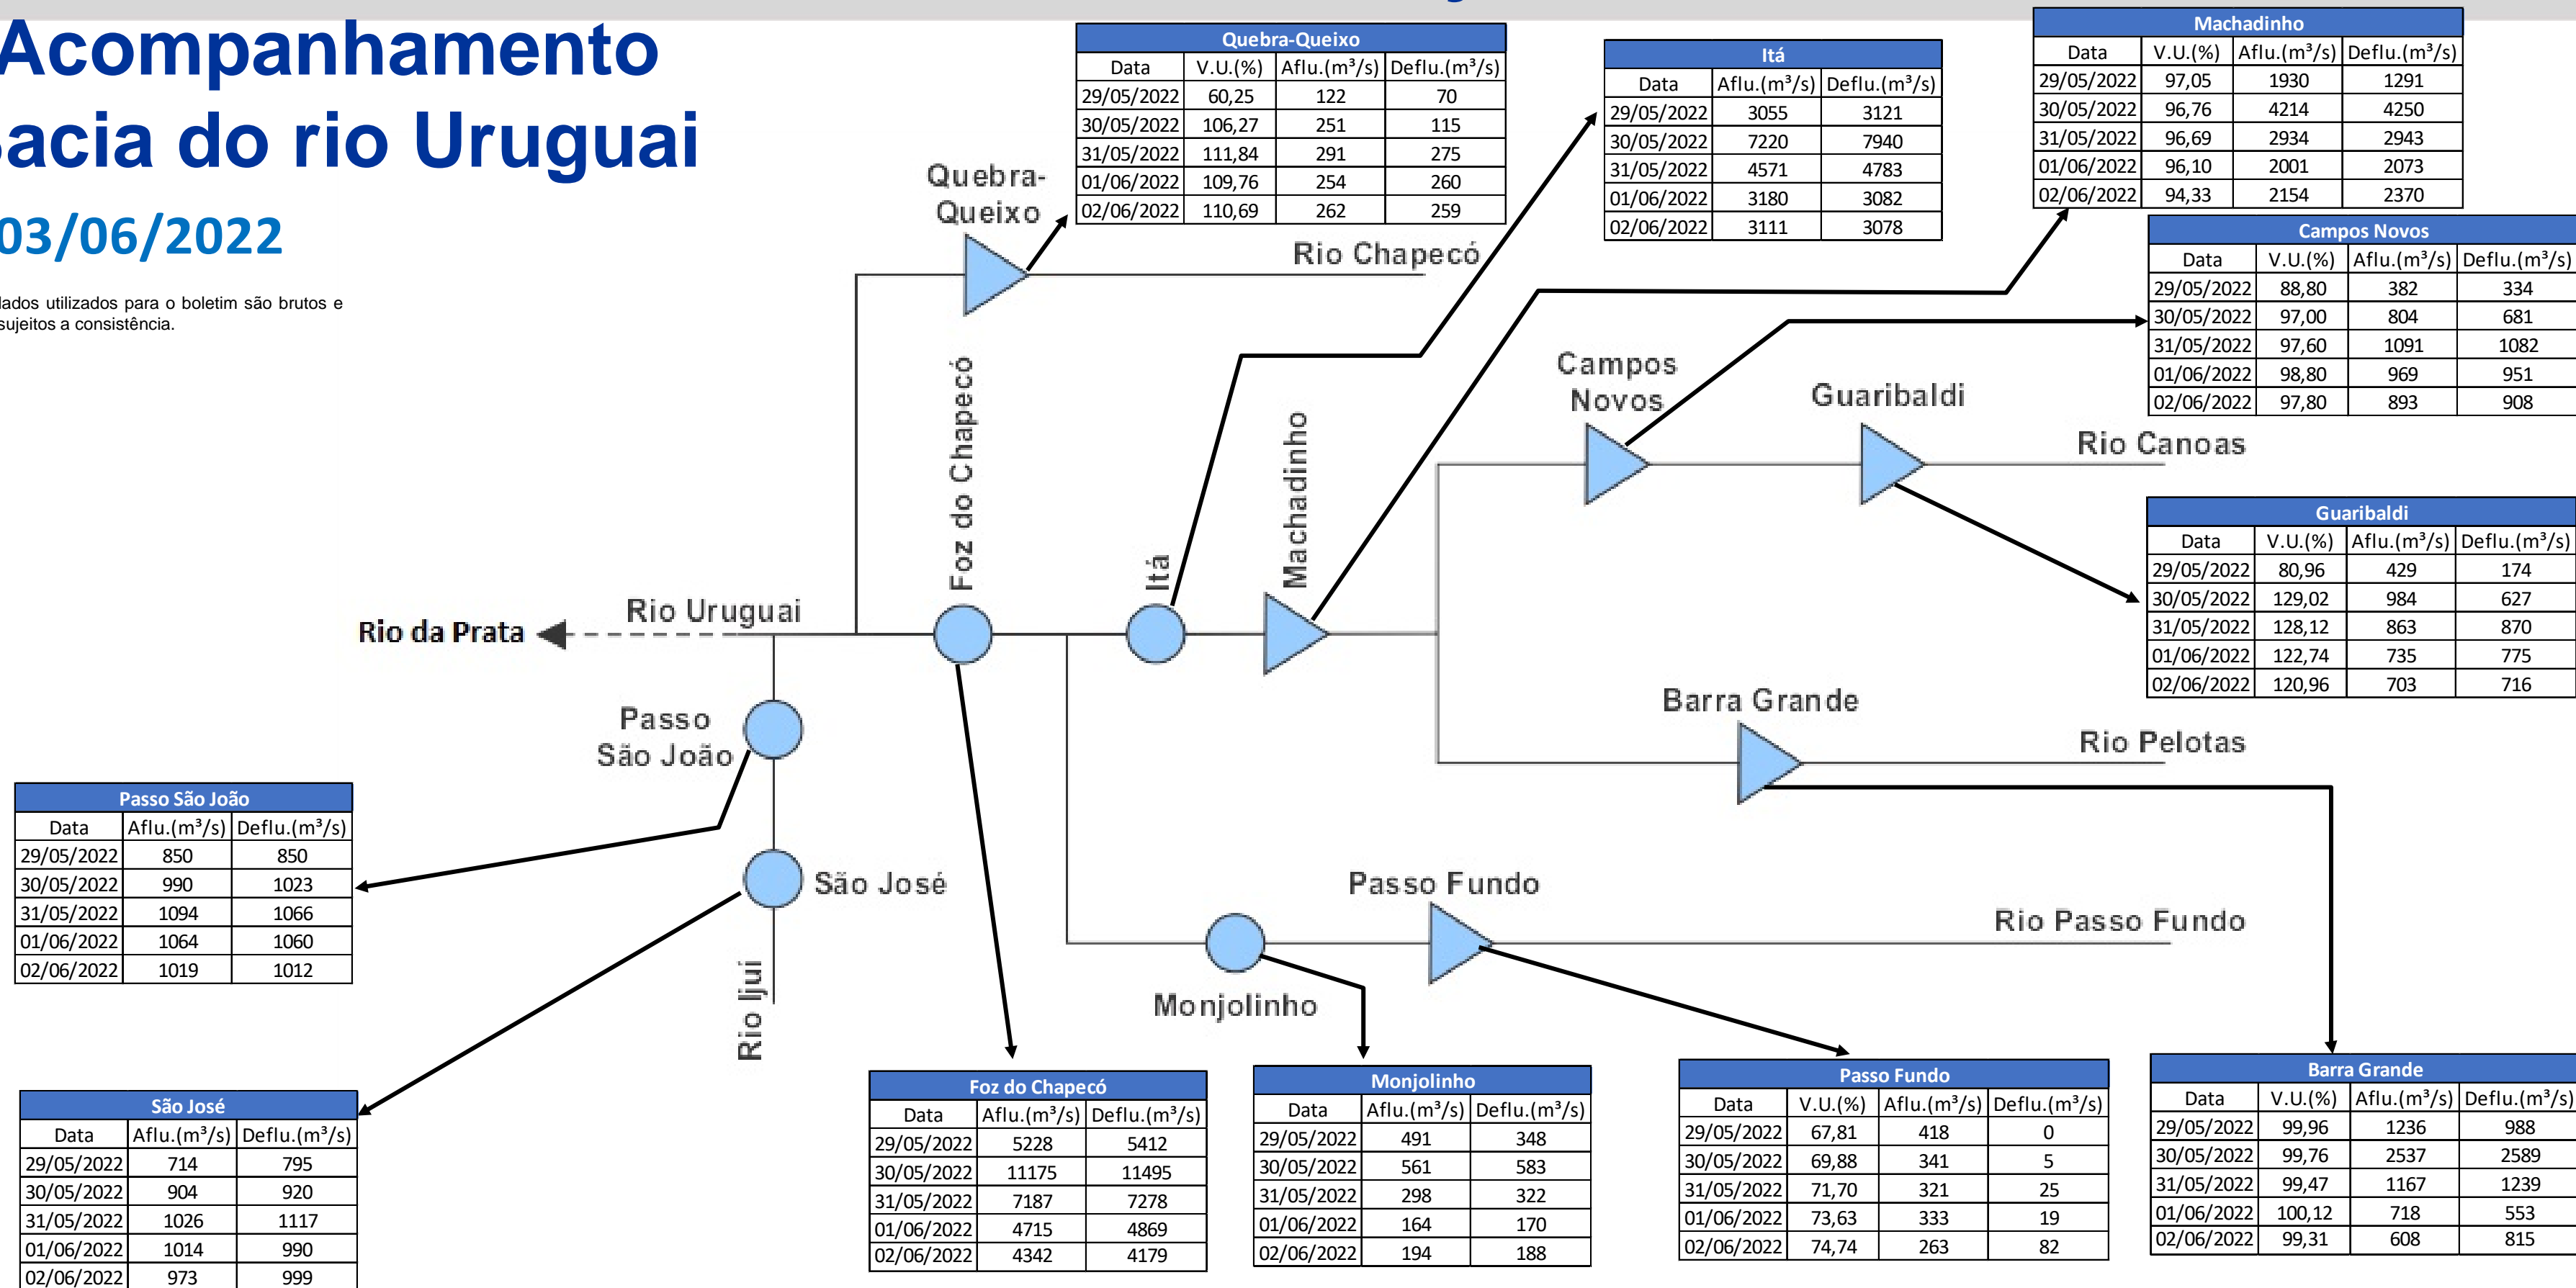 Acompanhamento
acia do rio Uruguai
03/06/2022
lados utilizados para o boletim são brutos e
sujeitos a consistência.
Quebra-Queixo
Data V.U.(%) Aflu.(m³/s) Deflu.(m³/s)
29/05/2022 60,25 122 70
30/05/2022 106,27 251 115
31/05/2022 111,84 291 275
01/06/2022 109,76 254 260
02/06/2022 110,69 262 259
Itá
Data Aflu.(m³/s) Deflu.(m³/s)
29/05/2022 3055 3121
30/05/2022 7220 7940
31/05/2022 4571 4783
01/06/2022 3180 3082
02/06/2022 3111 3078
Machadinho
Data V.U.(%) Aflu.(m³/s) Deflu.(m³/s)
29/05/2022 97,05 1930 1291
30/05/2022 96,76 4214 4250
31/05/2022 96,69 2934 2943
01/06/2022 96,10 2001 2073
02/06/2022 94,33 2154 2370
Campos Novos
Data V.U.(%) Aflu.(m³/s) Deflu.(m³/s)
29/05/2022 88,80 382 334
30/05/2022 97,00 804 681
31/05/2022 97,60 1091 1082
01/06/2022 98,80 969 951
02/06/2022 97,80 893 908
Quebra-
Queixo
Rio Chapecó
Foz do Chapecó
Itá
Machadinho
Campos
Novos
Guaribaldi
Rio Canoas
Guaribaldi
Data V.U.(%) Aflu.(m³/s) Deflu.(m³/s)
29/05/2022 80,96 429 174
30/05/2022 129,02 984 627
31/05/2022 128,12 863 870
01/06/2022 122,74 735 775
02/06/2022 120,96 703 716
Rio da Prata
Rio Uruguai
Passo
São João
Barra Grande
Rio Pelotas
Passo São João
Data Aflu.(m³/s) Deflu.(m³/s)
29/05/2022 850 850
30/05/2022 990 1023
31/05/2022 1094 1066
01/06/2022 1064 1060
02/06/2022 1019 1012
São José
Passo Fundo
Rio Passo Fundo
Rio Ijuí
Monjolinho
São José
Data Aflu.(m³/s) Deflu.(m³/s)
29/05/2022 714 795
30/05/2022 904 920
31/05/2022 1026 1117
01/06/2022 1014 990
02/06/2022 973 999
Foz do Chapecó
Data Aflu.(m³/s) Deflu.(m³/s)
29/05/2022 5228 5412
30/05/2022 11175 11495
31/05/2022 7187 7278
01/06/2022 4715 4869
02/06/2022 4342 4179
Monjolinho
Data Aflu.(m³/s) Deflu.(m³/s)
29/05/2022 491 348
30/05/2022 561 583
31/05/2022 298 322
01/06/2022 164 170
02/06/2022 194 188
Passo Fundo
Data V.U.(%) Aflu.(m³/s) Deflu.(m³/s)
29/05/2022 67,81 418 0
30/05/2022 69,88 341 5
31/05/2022 71,70 321 25
01/06/2022 73,63 333 19
02/06/2022 74,74 263 82
Barra Grande
Data V.U.(%) Aflu.(m³/s) Deflu.(m³/s)
29/05/2022 99,96 1236 988
30/05/2022 99,76 2537 2589
31/05/2022 99,47 1167 1239
01/06/2022 100,12 718 553
02/06/2022 99,31 608 815